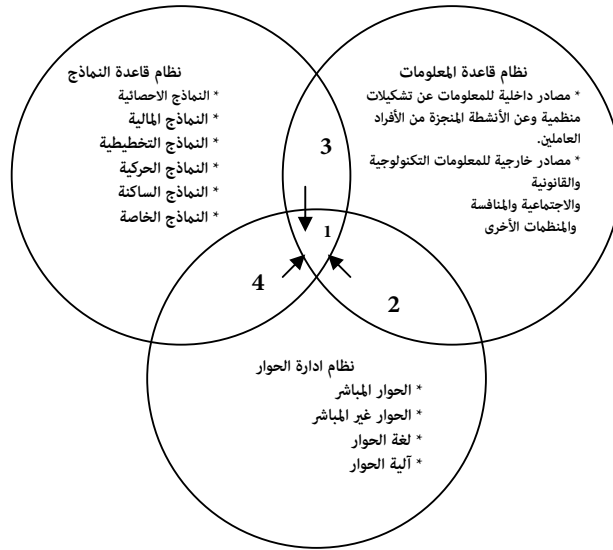 نظام قاعدة المعلومات
* مصادر داخلية للمعلومات عن تشكيلات
منظمية وعن الأنشطة المنجزة من الأفراد
العاملين.
* مصادر خارجية للمعلومات التكنولوجية
والقانونية
والاجتماعية والمنافسة
والمنظمات الأخرى
نظام قاعدة النماذج
* النماذج الاحصائية
* النماذج المالية
* النماذج التخطيطية
* النماذج الحركية
* النماذج الساكنة
* النماذج الخاصة
3
1
4
2
نظام ادارة الحوار
* الحوار المباشر
* الحوار غير المباشر
* لغة الحوار
* آلية الحوار